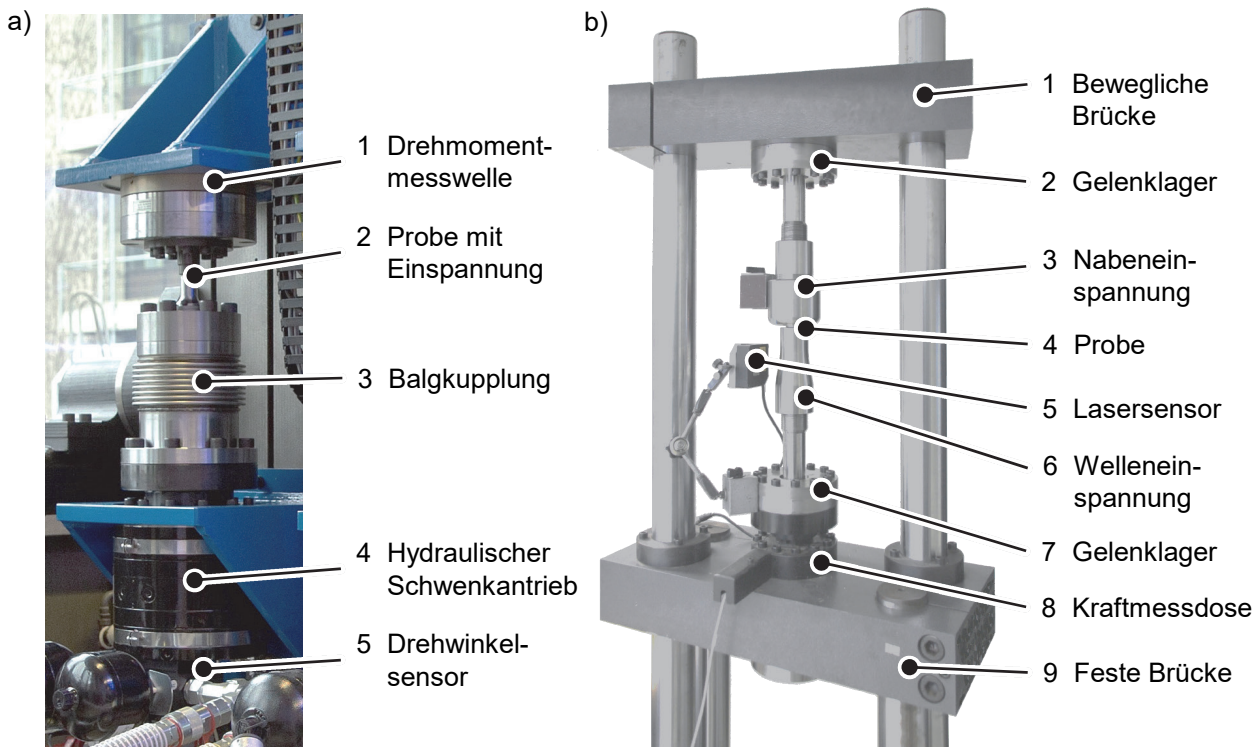 a)
1 Drehmoment-
messwelle
2 Probe mit
Einspannung
3 Balgkupplung
4 Hydraulischer
Schwenkantrieb
5 Drehwinkel-
sensor
b)
1 Bewegliche
Brücke
2 Gelenklager
3 Nabenein-
spannung
4 Probe
5 Lasersensor
6 Wellenein-
spannung
7 Gelenklager
8 Kraftmessdose
9 Feste Brücke